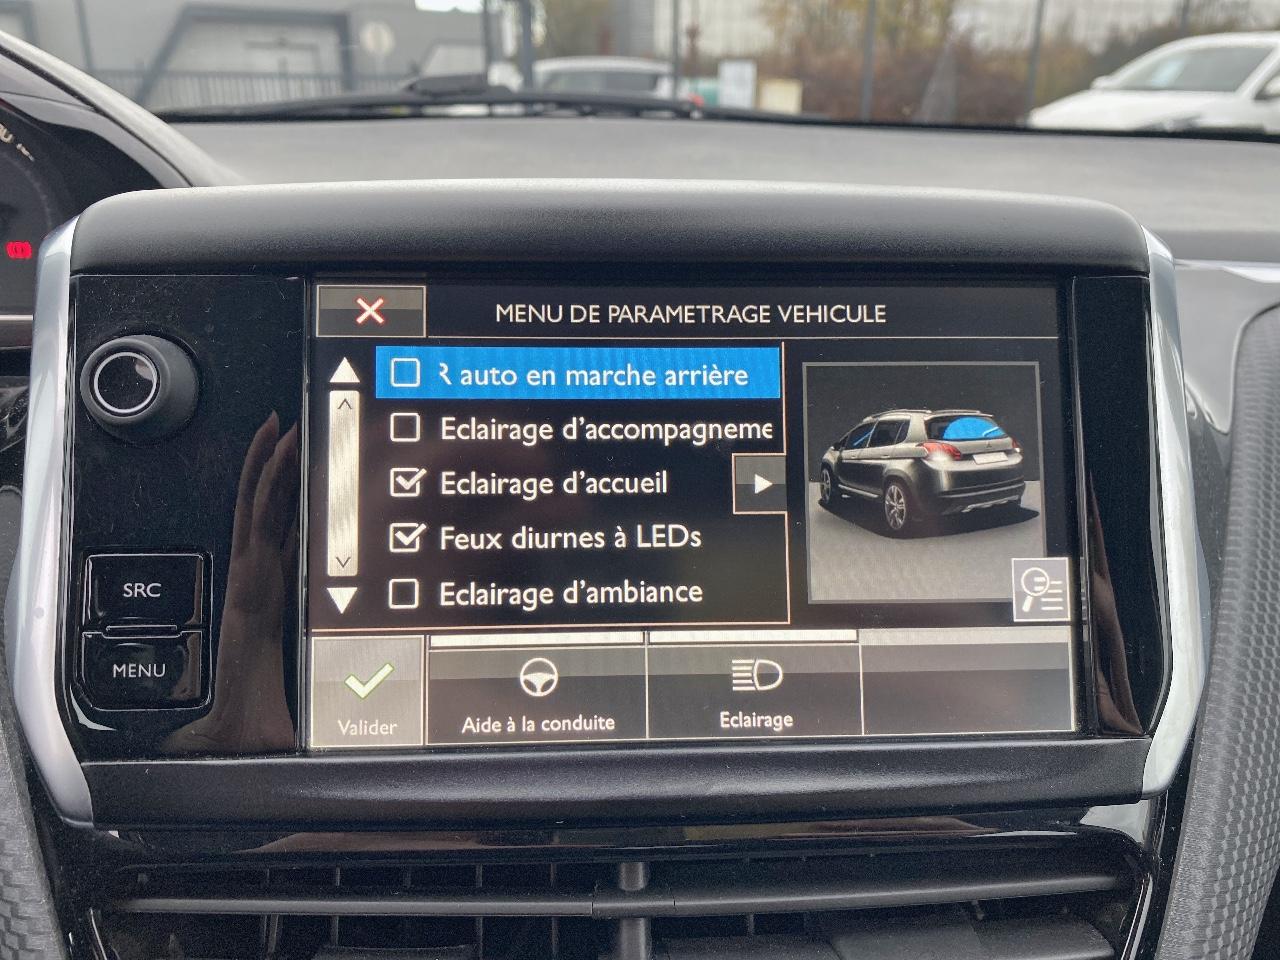 MENU DE PARAMETRAGE VEHICULE
auto en marche arrière
Eclairage d'accompagneme
Eclairage d'accueil
Feux diurnes à LEDs
Eclairage d'ambiance
SRC
MENU
Valider
Aide à la conduite
Eclairage